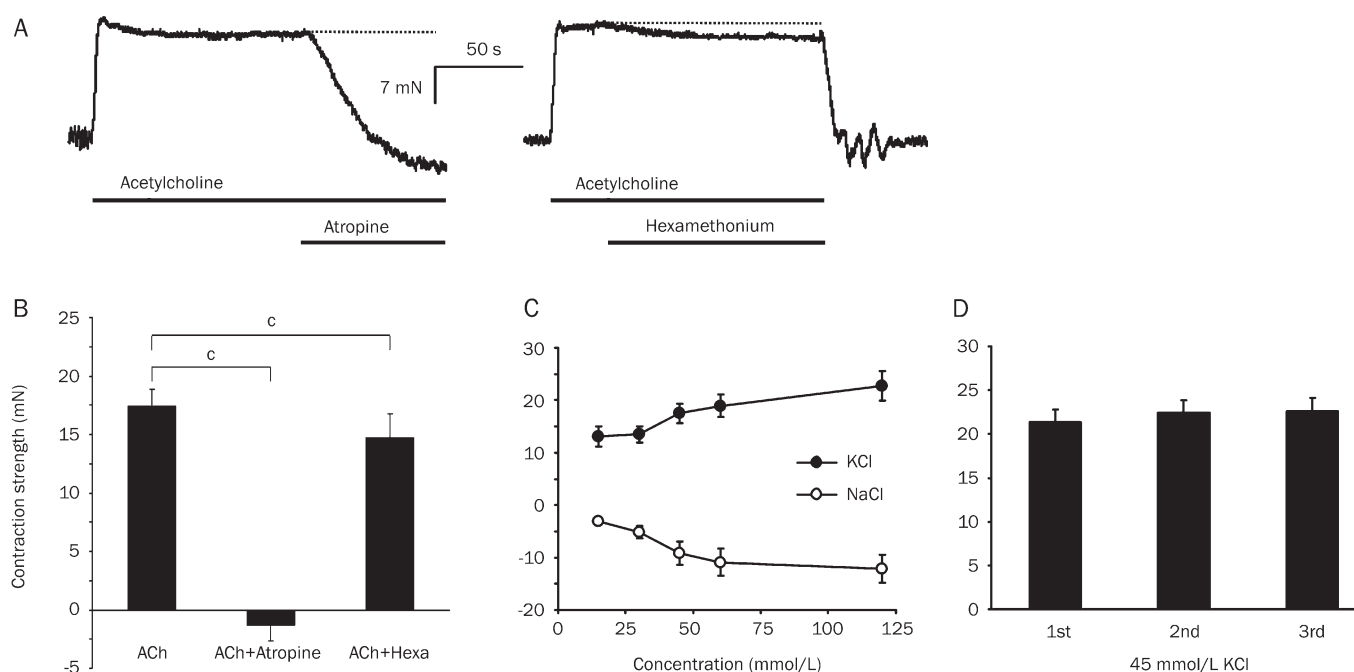 A
50 s
7 mN
Acetylcholine
Atropine
Acetylcholine
Hexamethonium
B
Contraction strength (mN)
25
20
15
10
5
0
-5
c
c
ACh
ACh+Atropine
ACh+Hexa
C
30
20
10
0
-10
-20
KCl
NaCl
0
25
50
75
100
125
Concentration (mmol/L)
D
30
25
20
15
10
5
0
1st
2nd
3rd
45 mmol/L KCl